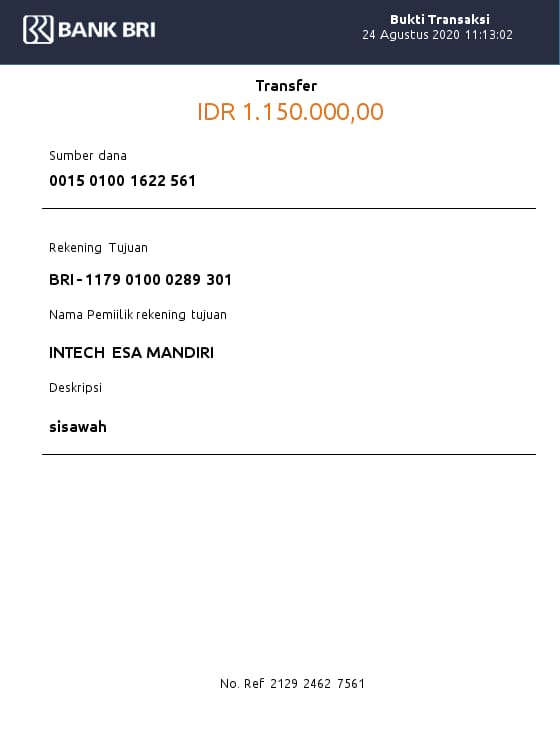 BANK BRI
Bukti Transaksi
24 Agustus 2020 11:13:02
Transfer
IDR 1.150.000,00
Sumber dana
0015 0100 1622 561
Rekening Tujuan
BRI - 1179 0100 0289 301
Nama Pemiilik rekening tujuan
INTECH ESA MANDIRI
Deskripsi
sisawah
No. Ref 2129 2462 7561